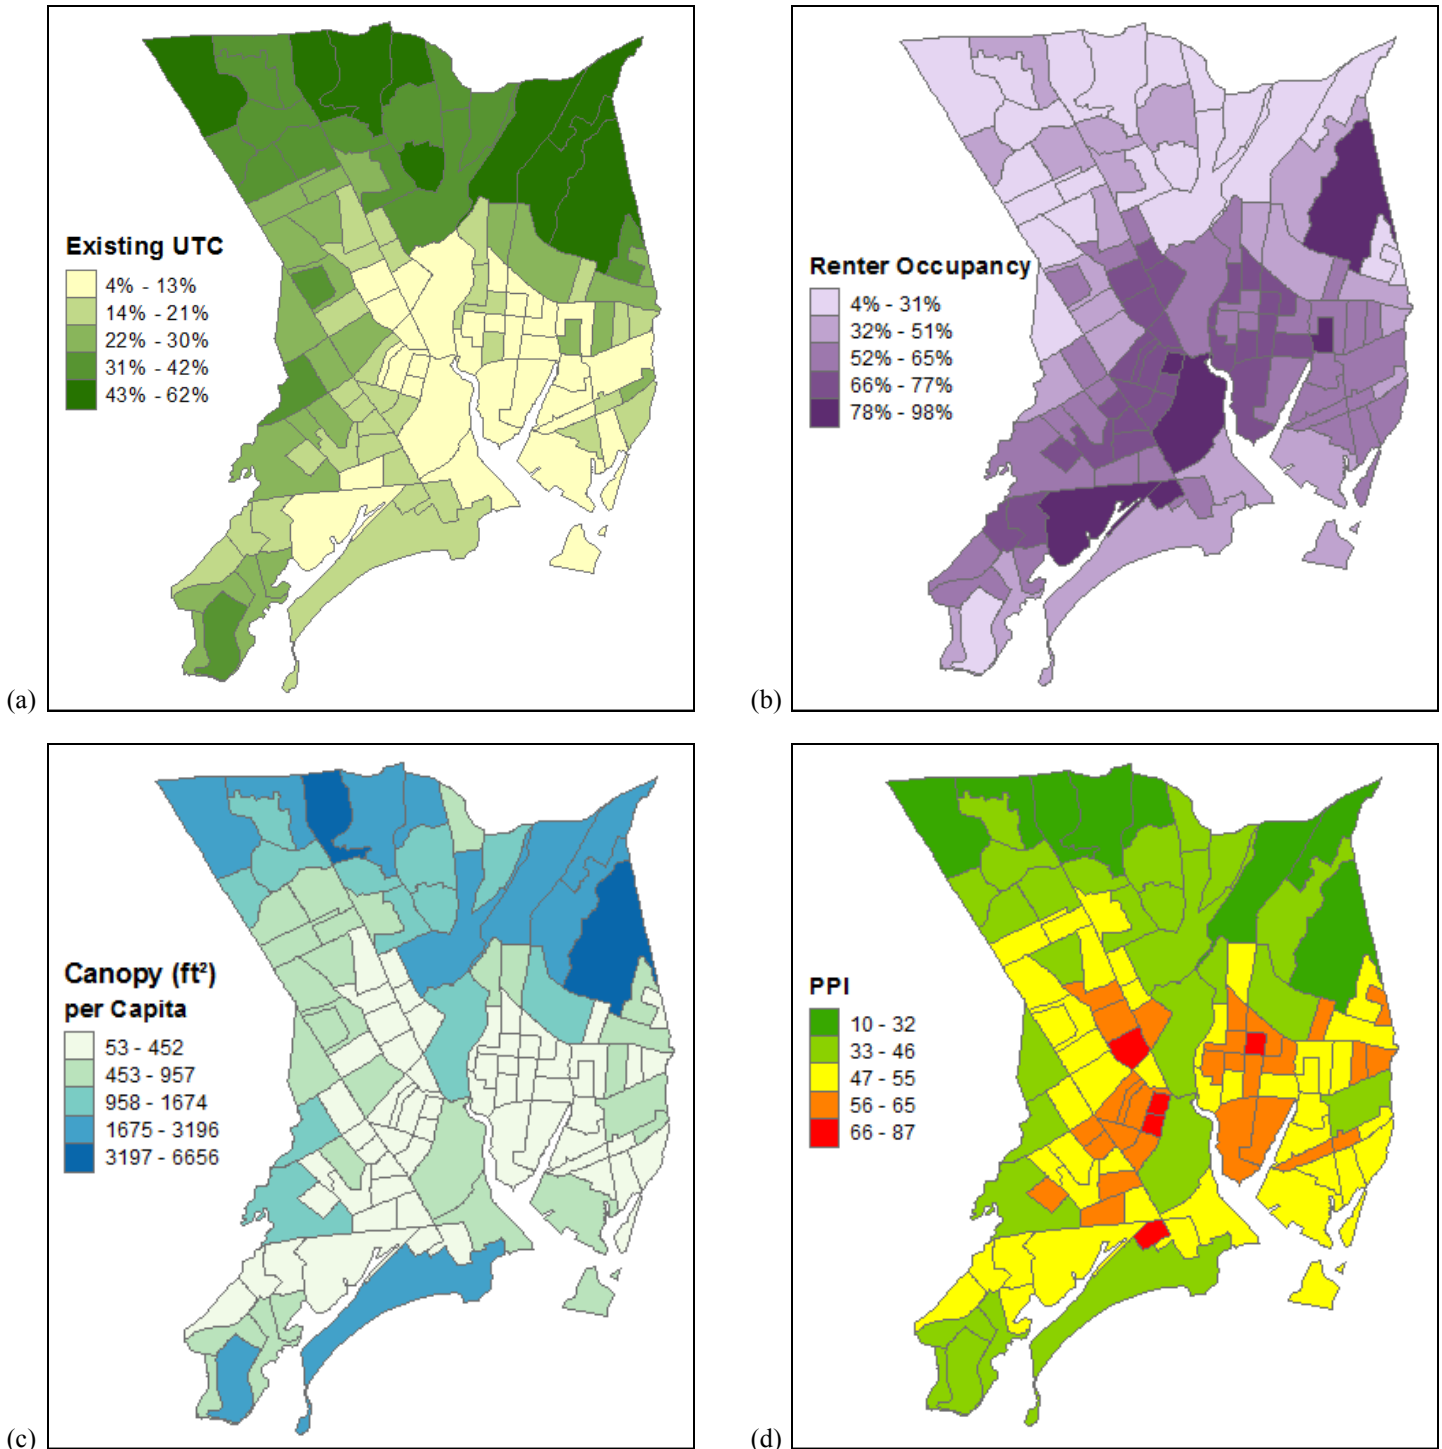 Existing UTC
4% - 13%
14% - 21%
22% - 30%
31% - 42%
43% - 62%
(a)
Renter Occupancy
4% - 31%
32% - 51%
52% - 65%
66% - 77%
78% - 98%
(b)
Canopy (ft²)
per Capita
53 - 452
453 - 957
958 - 1674
1675 - 3196
3197 - 6656
(c)
PPI
10 - 32
33 - 46
47 - 55
56 - 65
66 - 87
(d)